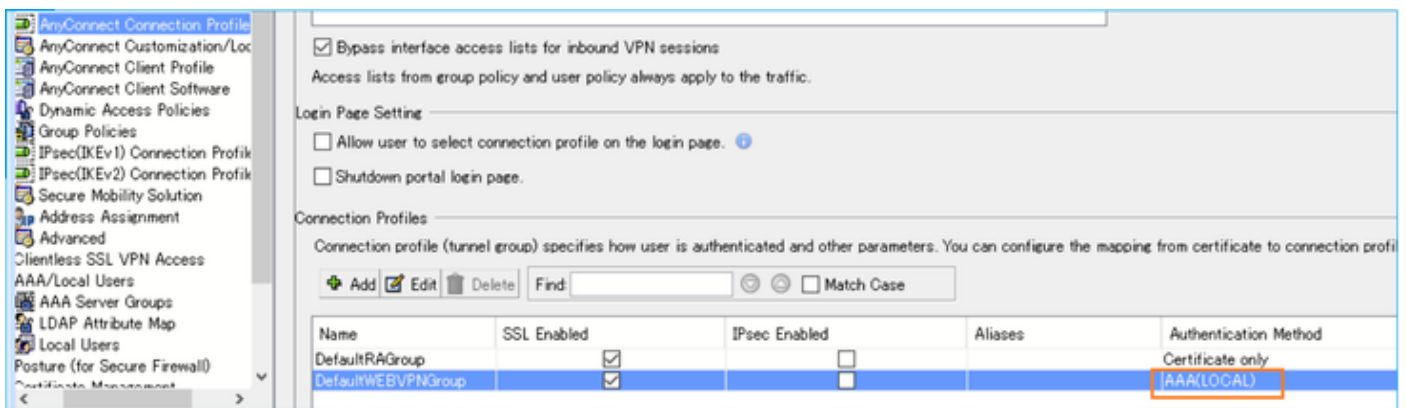 AnyConnect Connection Profile
AnyConnect Customization/Loc
AnyConnect Client Profile
AnyConnect Client Software
Dynamic Access Policies
Group Policies
IPsec(IKEv1) Connection Profil
IPsec(IKEv2) Connection Profil
Secure Mobility Solution
Address Assignment
Advanced
Clientless SSL VPN Access
AAA/Local Users
AAA Server Groups
LDAP Attribute Map
Local Users
Posture (for Secure Firewall)
Certificate Management
Bypass interface access lists for inbound VPN sessions
Access lists from group policy and user policy always apply to the traffic.
Login Page Setting
Allow user to select connection profile on the login page.
Shutdown portal login page.
Connection Profiles
Connection profile (tunnel group) specifies how user is authenticated and other parameters. You can configure the mapping from certificate to connection profi
Add Edit Delete Find: Match Case
Name SSL Enabled IPsec Enabled Aliases Authentication Method
DefaultRAGroup Certificate only
DefaultWEBVPNGroup AAA(LOCAL)